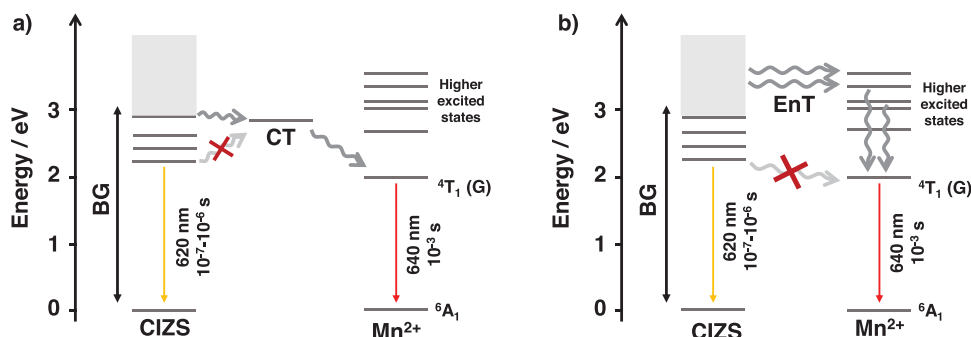 a)
Energy / eV
3
2
1
0
BG
620 nm
10⁻⁷-10⁻⁶ s
CIZS
CT
Higher
excited
states
⁴T₁ (G)
640 nm
10⁻³ s
⁶A₁
Mn²⁺
b)
Energy / eV
3
2
1
0
BG
620 nm
10⁻⁷-10⁻⁶ s
CIZS
EnT
Higher
excited
states
⁴T₁ (G)
640 nm
10⁻³ s
⁶A₁
Mn²⁺